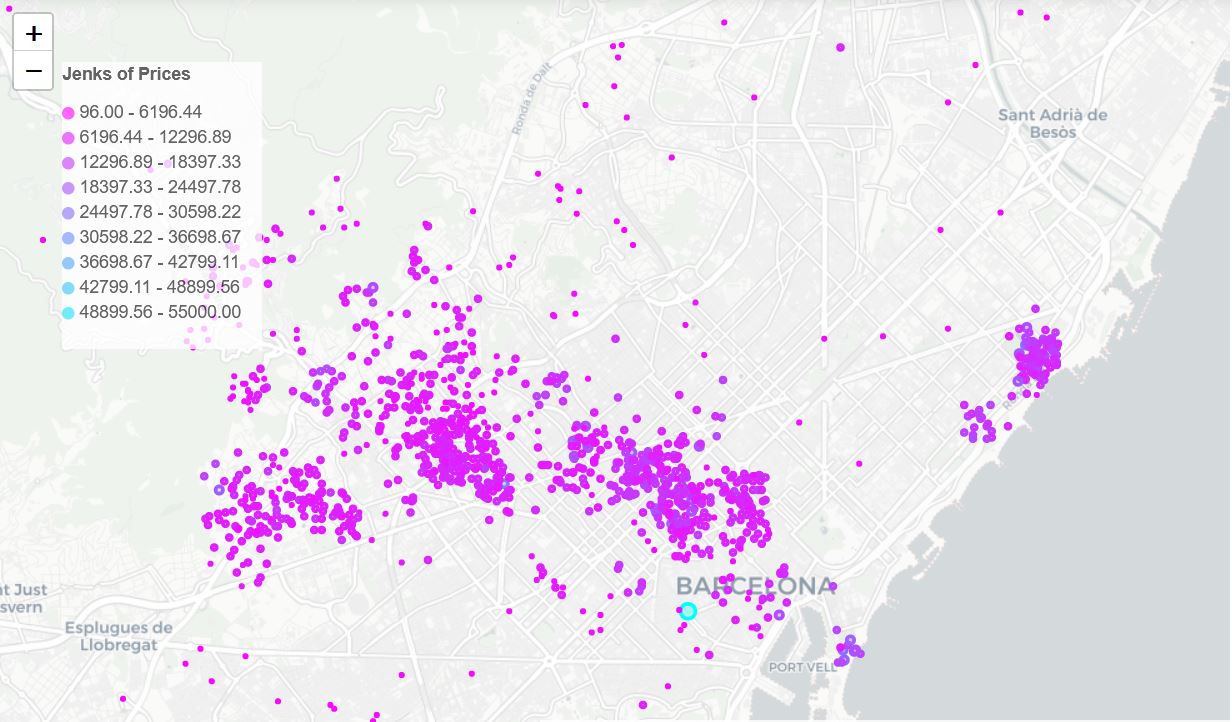 +
−
Jenks of Prices
96.00 - 6196.44
6196.44 - 12296.89
12296.89 - 18397.33
18397.33 - 24497.78
24497.78 - 30598.22
30598.22 - 36698.67
36698.67 - 42799.11
42799.11 - 48899.56
48899.56 - 55000.00
Ronda de Dalt
Sant Adrià de
Besòs
BARCELONA
svern
Esplugues de
Llobregat
PORT VELL